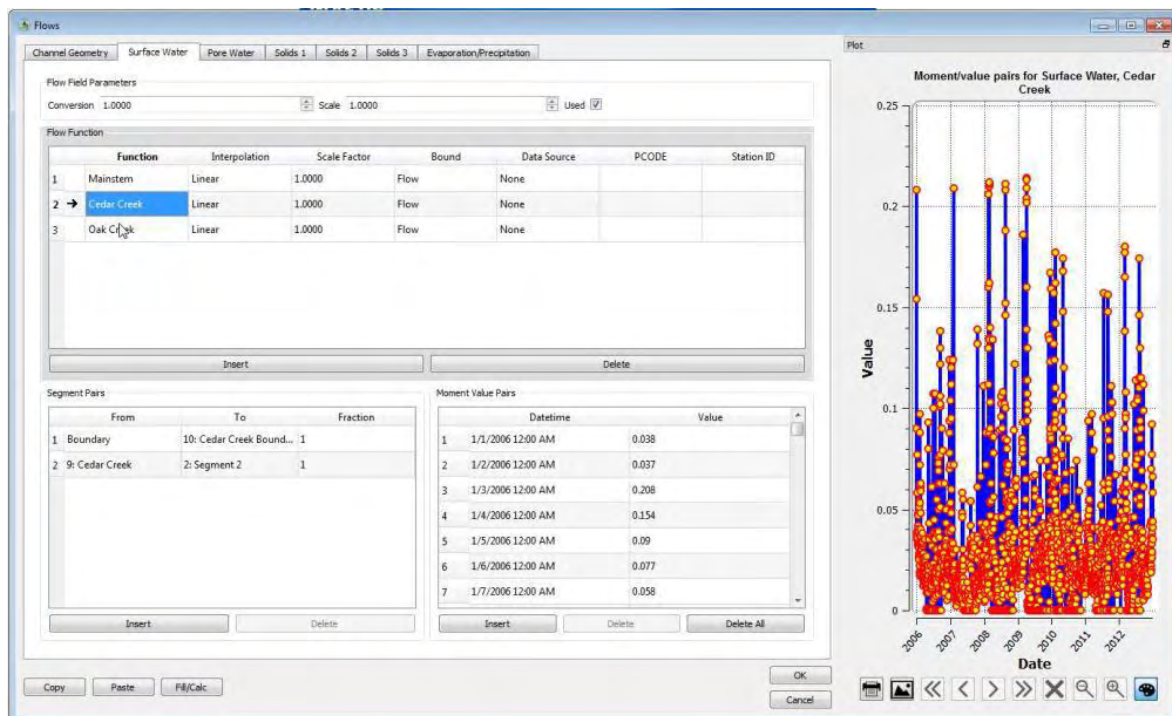 Flows
Channel Geometry Surface Water Pore Water Solids 1 Solids 2 Solids 3 Evaporation/Precipitation
Flow Field Parameters
Conversion 1.0000 Scale 1.0000 Used
Flow Function
Function Interpolation Scale Factor Bound Data Source PCODE Station ID
1 Mainstem Linear 1.0000 Flow None
2 Cedar Creek Linear 1.0000 Flow None
3 Oak Creek Linear 1.0000 Flow None
Insert Delete
Segment Pairs
From To Fraction
1 Boundary 10: Cedar Creek Bound... 1
2 9: Cedar Creek 2: Segment 2 1
Insert Delete
Moment Value Pairs
Datetime Value
1 1/1/2006 12:00 AM 0.038
2 1/2/2006 12:00 AM 0.037
3 1/3/2006 12:00 AM 0.208
4 1/4/2006 12:00 AM 0.154
5 1/5/2006 12:00 AM 0.09
6 1/6/2006 12:00 AM 0.077
7 1/7/2006 12:00 AM 0.058
Insert Delete Delete All
Copy Paste Fill/Calc
OK
Cancel
Plot
Moment/value pairs for Surface Water, Cedar
Creek
Value
0.25
0.2
0.15
0.1
0.05
0
2006 2007 2008 2009 2010 2011 2012
Date